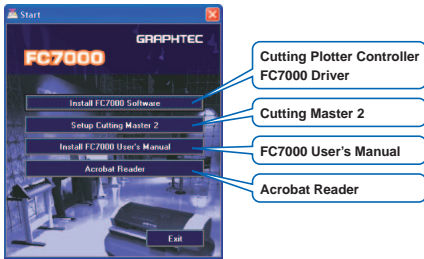 Start
GRAPHTEC
FC7000
Install FC7000 Software
Setup Cutting Master 2
Install FC7000 User's Manual
Acrobat Reader
Exit
Cutting Plotter Controller
FC7000 Driver
Cutting Master 2
FC7000 User's Manual
Acrobat Reader